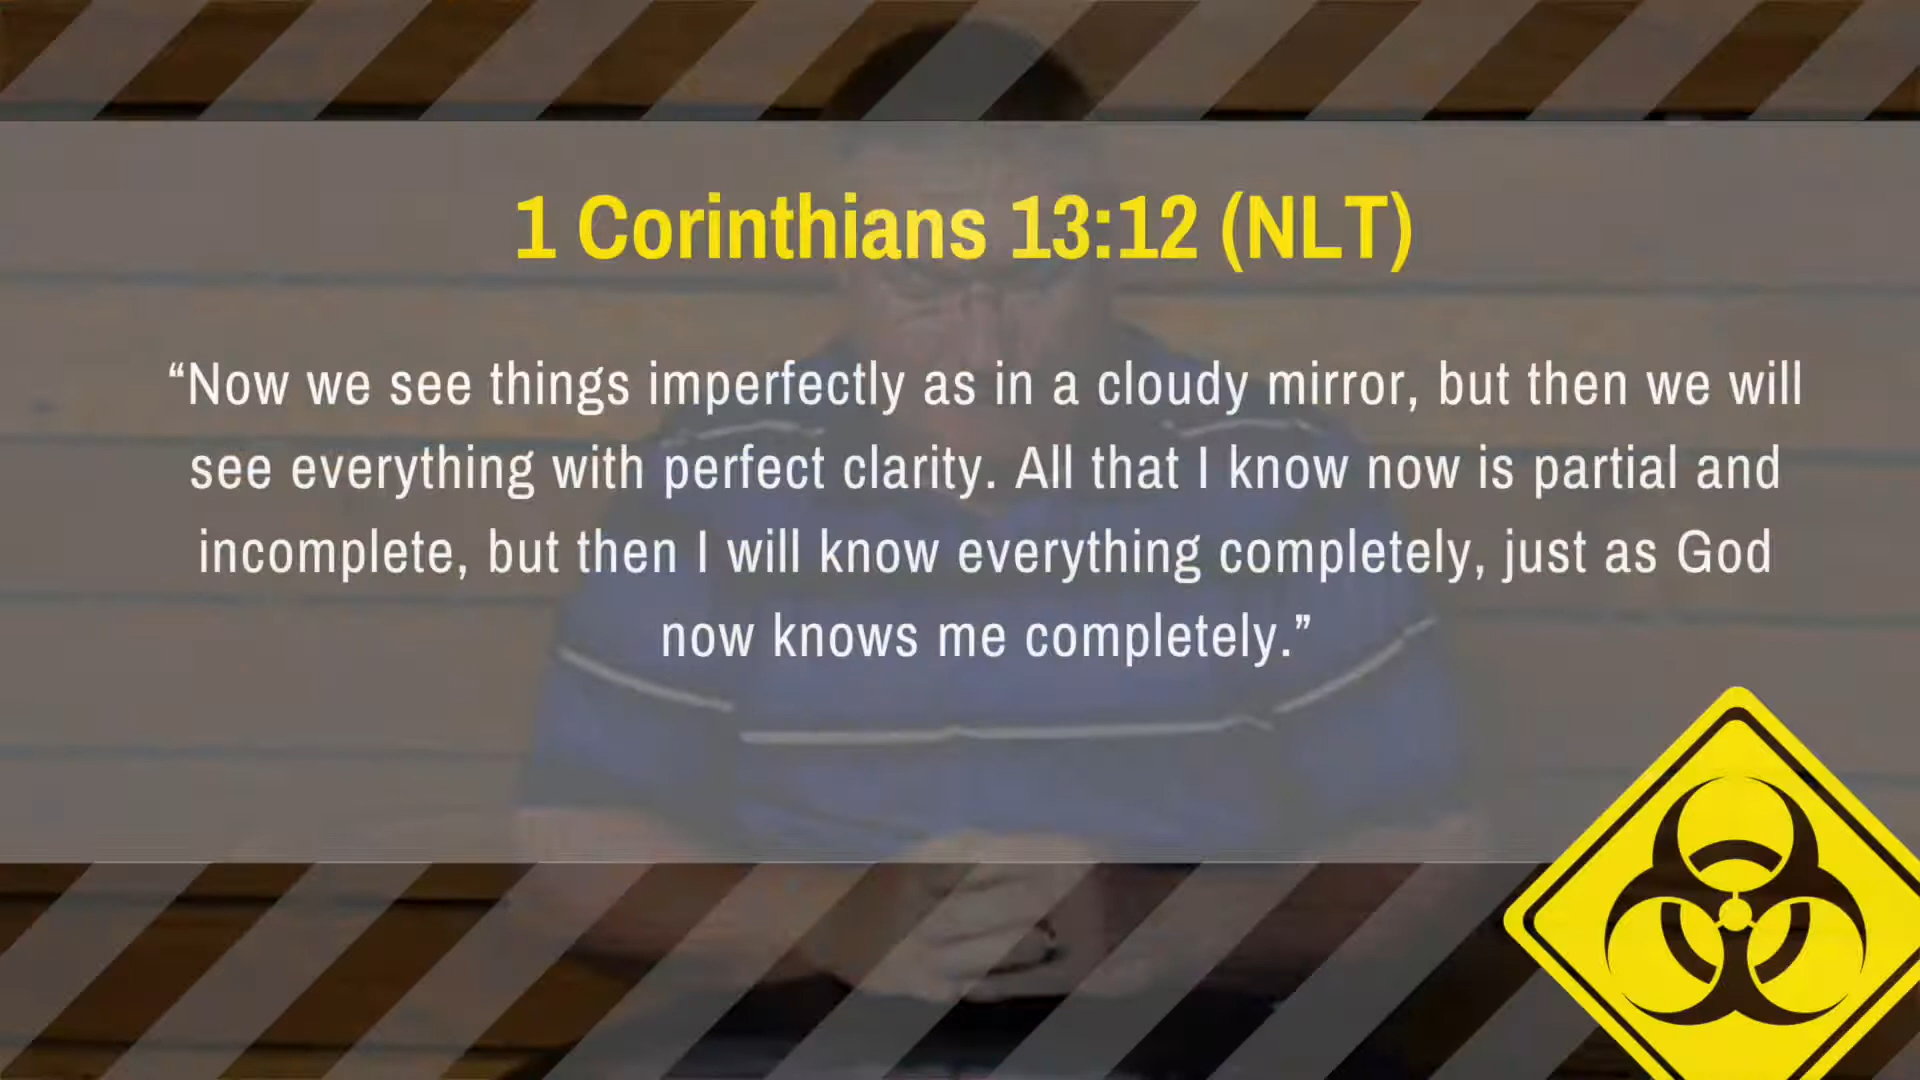 1 Corinthians 13:12 (NLT)
“Now we see things imperfectly as in a cloudy mirror, but then we will
see everything with perfect clarity. All that I know now is partial and
incomplete, but then I will know everything completely, just as God
now knows me completely.”